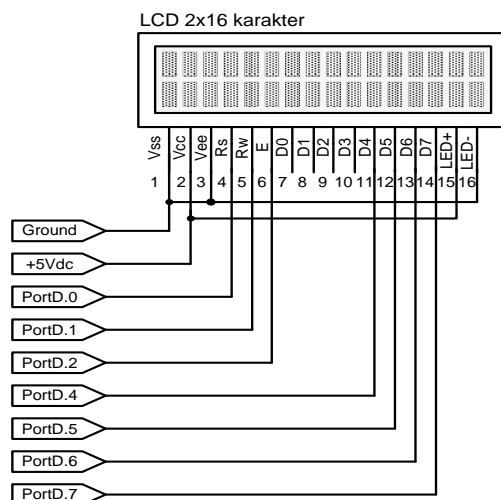 LCD 2x16 karakter
Vss Vcc Vee Rs Rw E D0 D1 D2 D3 D4 D5 D6 D7 LED+ LED-
1 2 3 4 5 6 7 8 9 10 11 12 13 14 15 16
Ground
+5Vdc
PortD.0
PortD.1
PortD.2
PortD.4
PortD.5
PortD.6
PortD.7